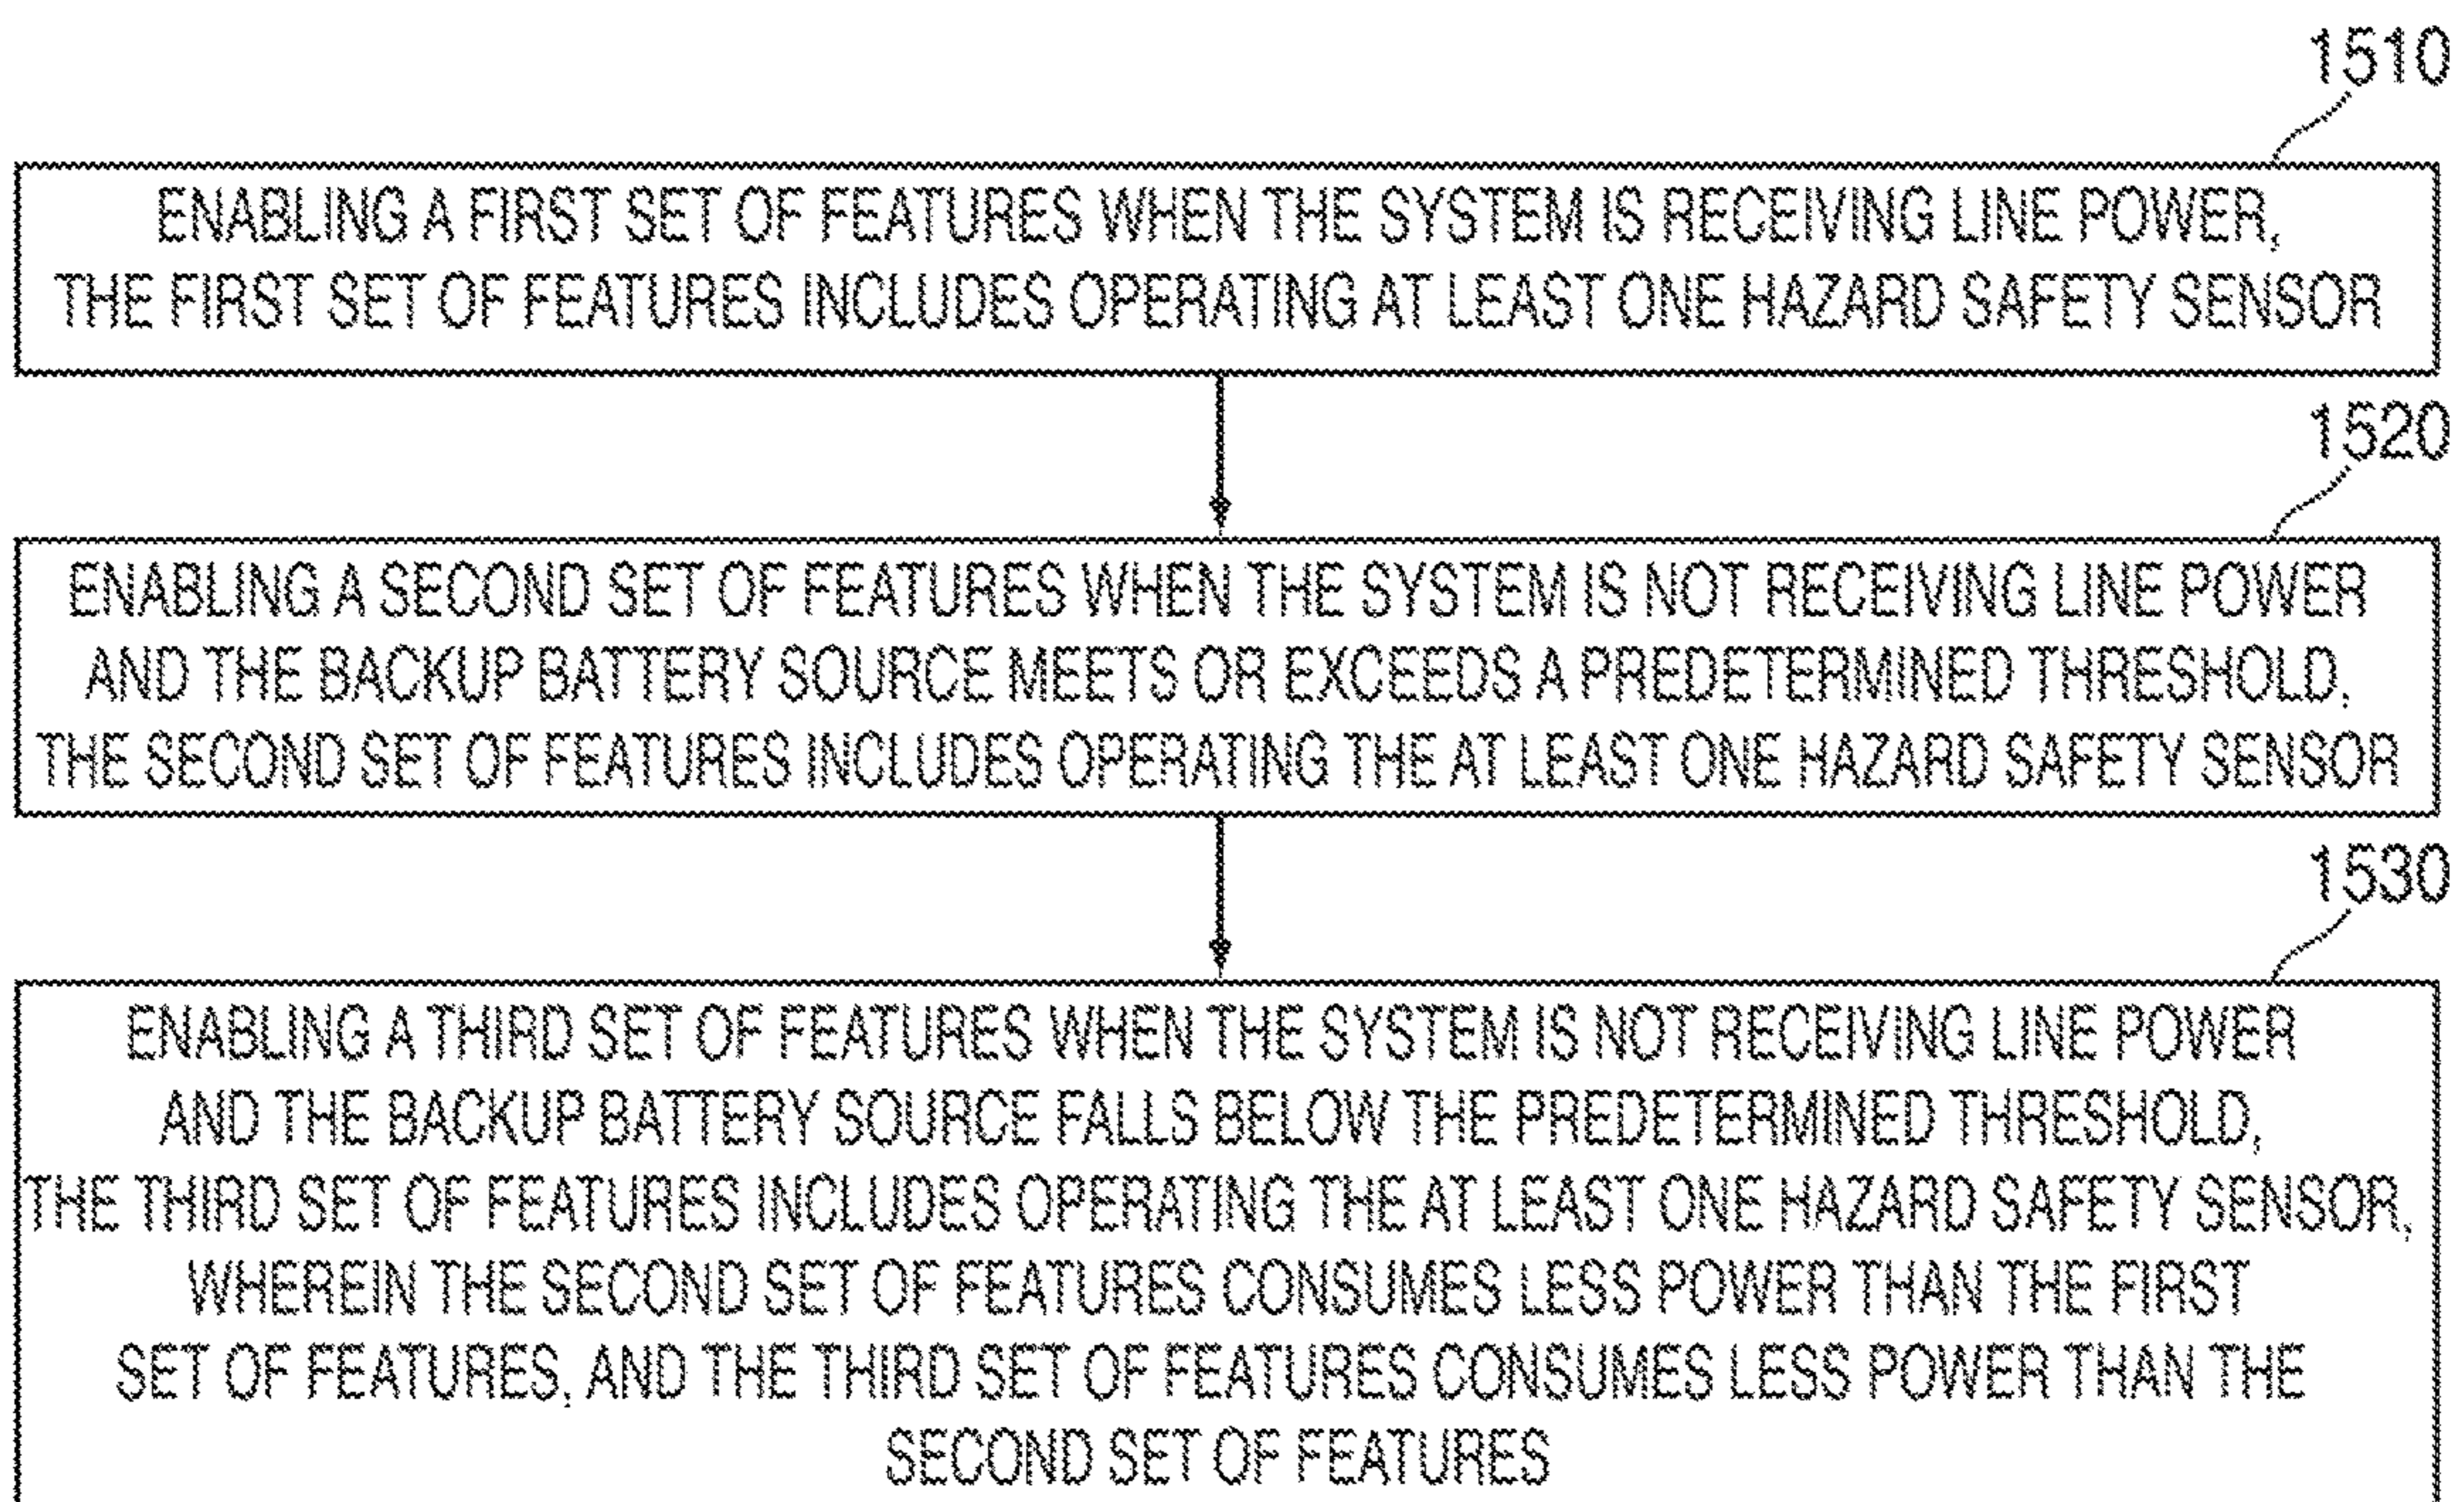 1510
ENABLING A FIRST SET OF FEATURES WHEN THE SYSTEM IS RECEIVING LINE POWER,
THE FIRST SET OF FEATURES INCLUDES OPERATING AT LEAST ONE HAZARD SAFETY SENSOR
1520
ENABLING A SECOND SET OF FEATURES WHEN THE SYSTEM IS NOT RECEIVING LINE POWER
AND THE BACKUP BATTERY SOURCE MEETS OR EXCEEDS A PREDETERMINED THRESHOLD,
THE SECOND SET OF FEATURES INCLUDES OPERATING THE AT LEAST ONE HAZARD SAFETY SENSOR
1530
ENABLING A THIRD SET OF FEATURES WHEN THE SYSTEM IS NOT RECEIVING LINE POWER
AND THE BACKUP BATTERY SOURCE FALLS BELOW THE PREDETERMINED THRESHOLD,
THE THIRD SET OF FEATURES INCLUDES OPERATING THE AT LEAST ONE HAZARD SAFETY SENSOR,
WHEREIN THE SECOND SET OF FEATURES CONSUMES LESS POWER THAN THE FIRST
SET OF FEATURES, AND THE THIRD SET OF FEATURES CONSUMES LESS POWER THAN THE
SECOND SET OF FEATURES